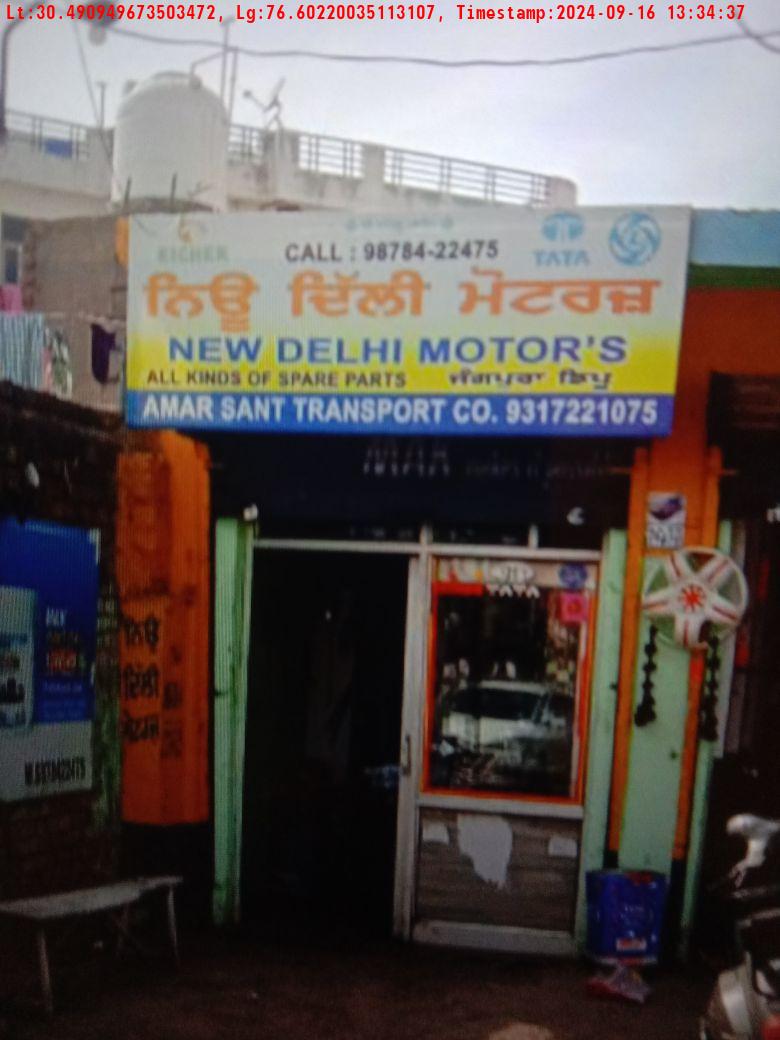 Lt:30.490949673503472, Lg:76.60220035113107, Timestamp:2024-09-16 13:34:37
EICHER
CALL : 98784-22475
TATA
ਨਿਊ ਦਿੱਲੀ ਮੋਟਰਜ਼
NEW DELHI MOTOR'S
ALL KINDS OF SPARE PARTS
AMAR SANT TRANSPORT CO. 9317221075
TATA
ਨਿਊ
ਦਿੱਲੀ